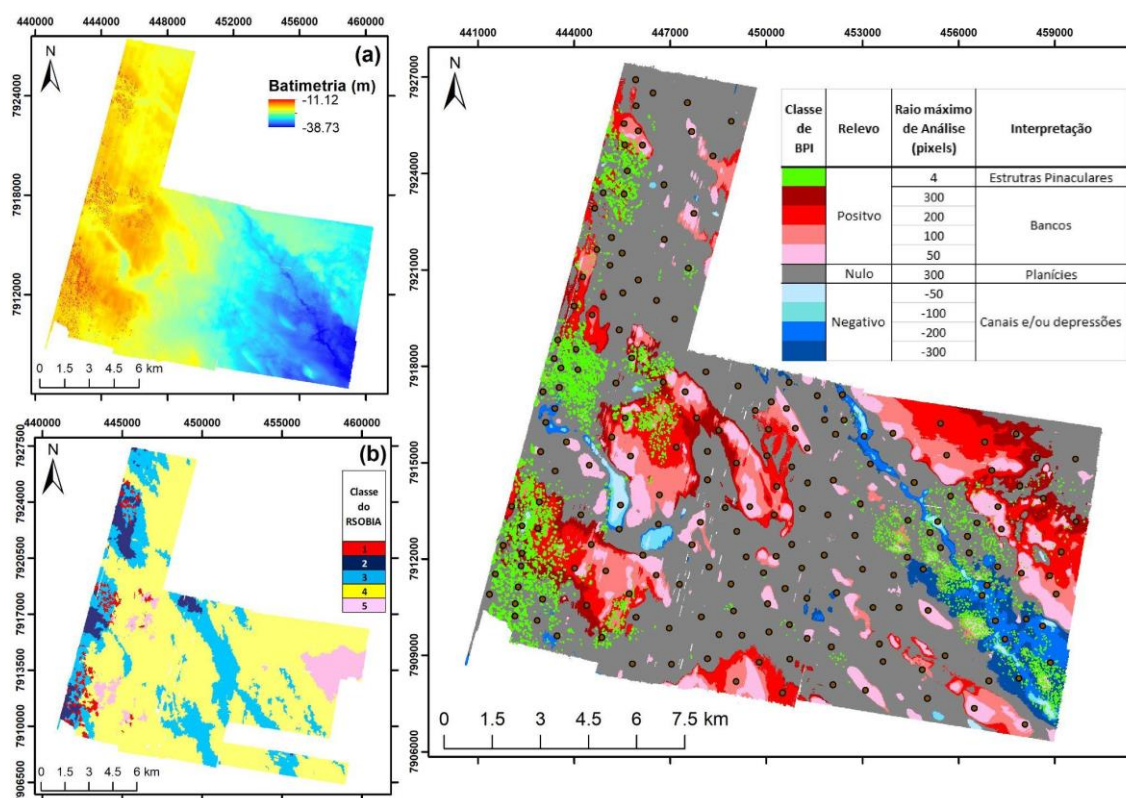 440000 444000 448000 452000 456000 460000
N
(a)
Batimetria (m)
-11.12
-38.73
7924000
7918000
7912000
0 1.5 3 4.5 6 km
440000 445000 450000 455000 460000
N
(b)
Classe
do
RSOBIA
1
2
3
4
5
7927500
7924000
7920500
7917000
7913500
7910000
7906500
0 1.5 3 4.5 6 km
441000 444000 447000 450000 453000 456000 459000
N
7927000
7924000
7921000
7918000
7915000
7912000
7909000
7906000
Classe
de
BPI
Relevo
Raio máximo
de Análise
(pixels)
Interpretação
Positvo
4
Estrutras Pinaculares
300
200
100
50
Bancos
Nulo
300
Planícies
Negativo
-50
-100
-200
-300
Canais e/ou depressões
0 1.5 3 4.5 6 7.5 km